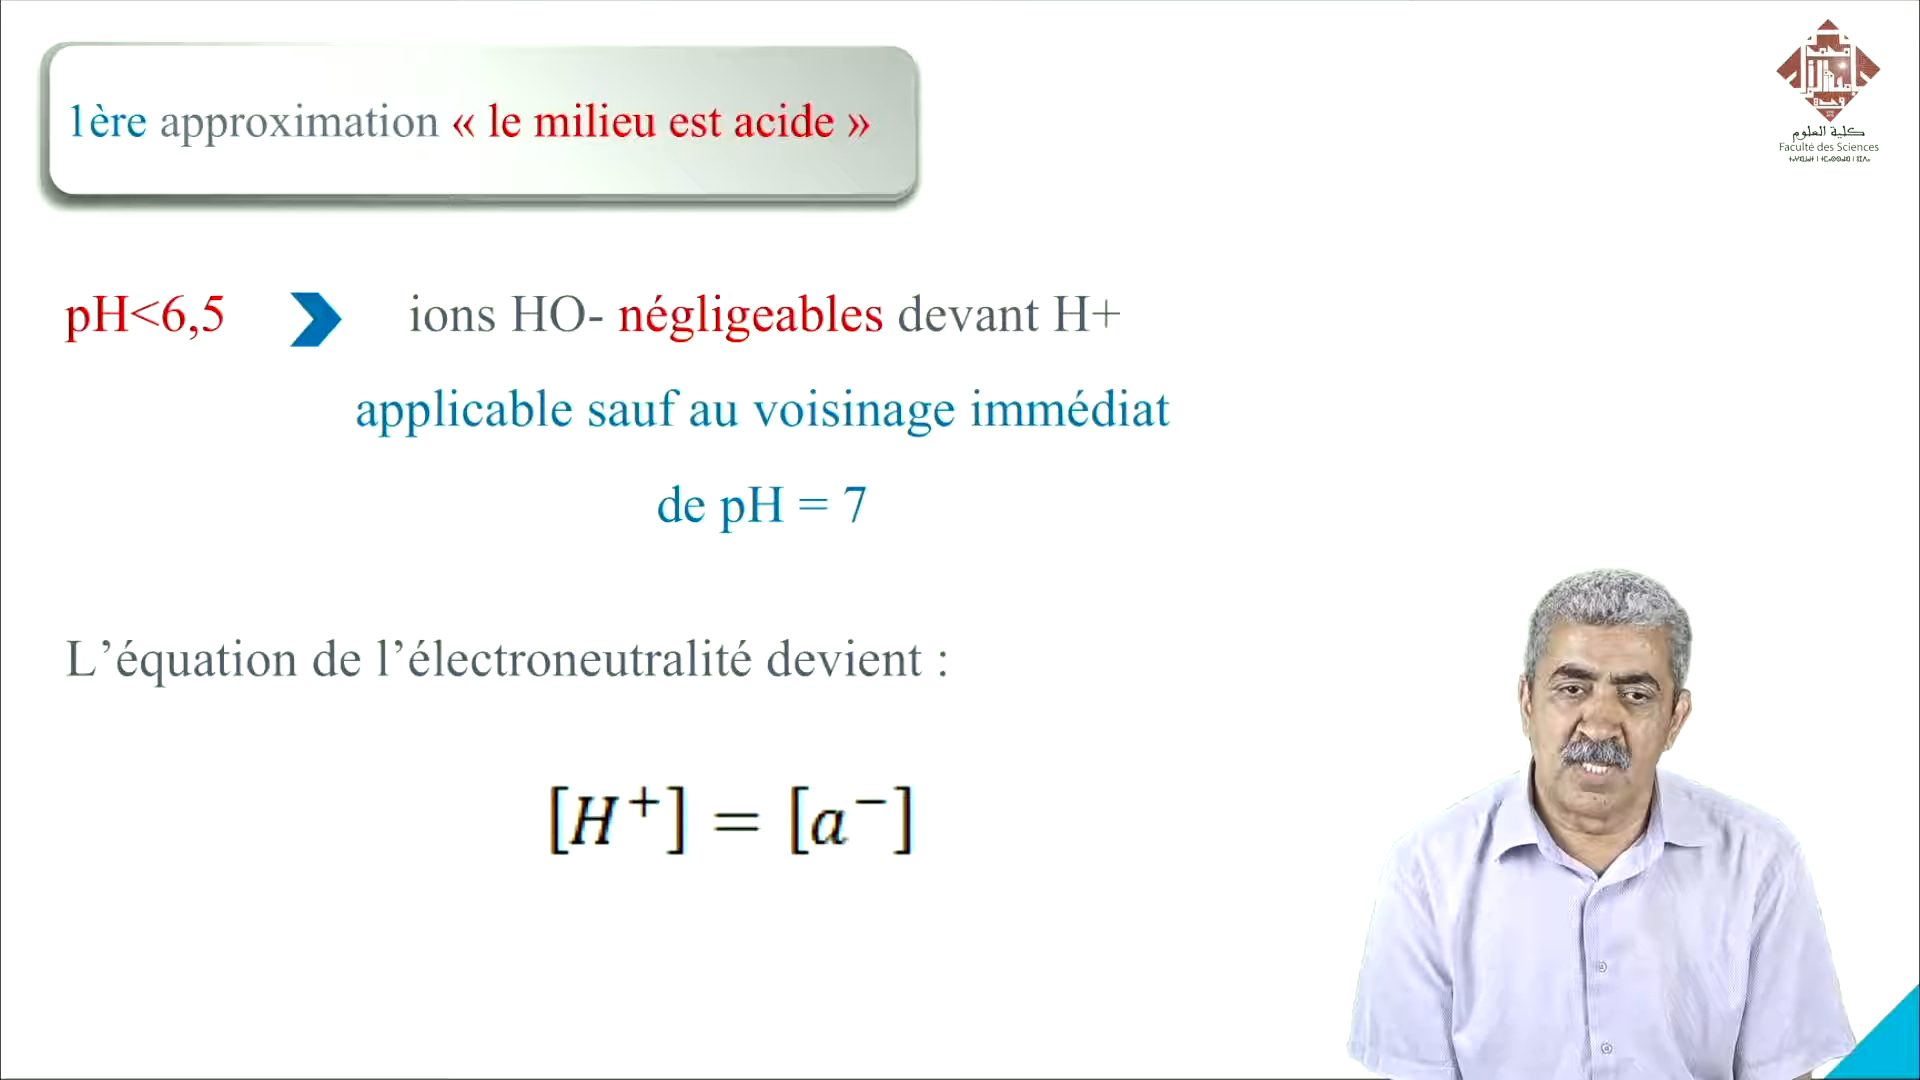 1ère approximation « le milieu est acide »
كلية العلوم
Faculté des Sciences
pH<6,5
ions HO- négligeables devant H+
applicable sauf au voisinage immédiat
de pH = 7
L’équation de l’électroneutralité devient :
[H⁺] = [a⁻]